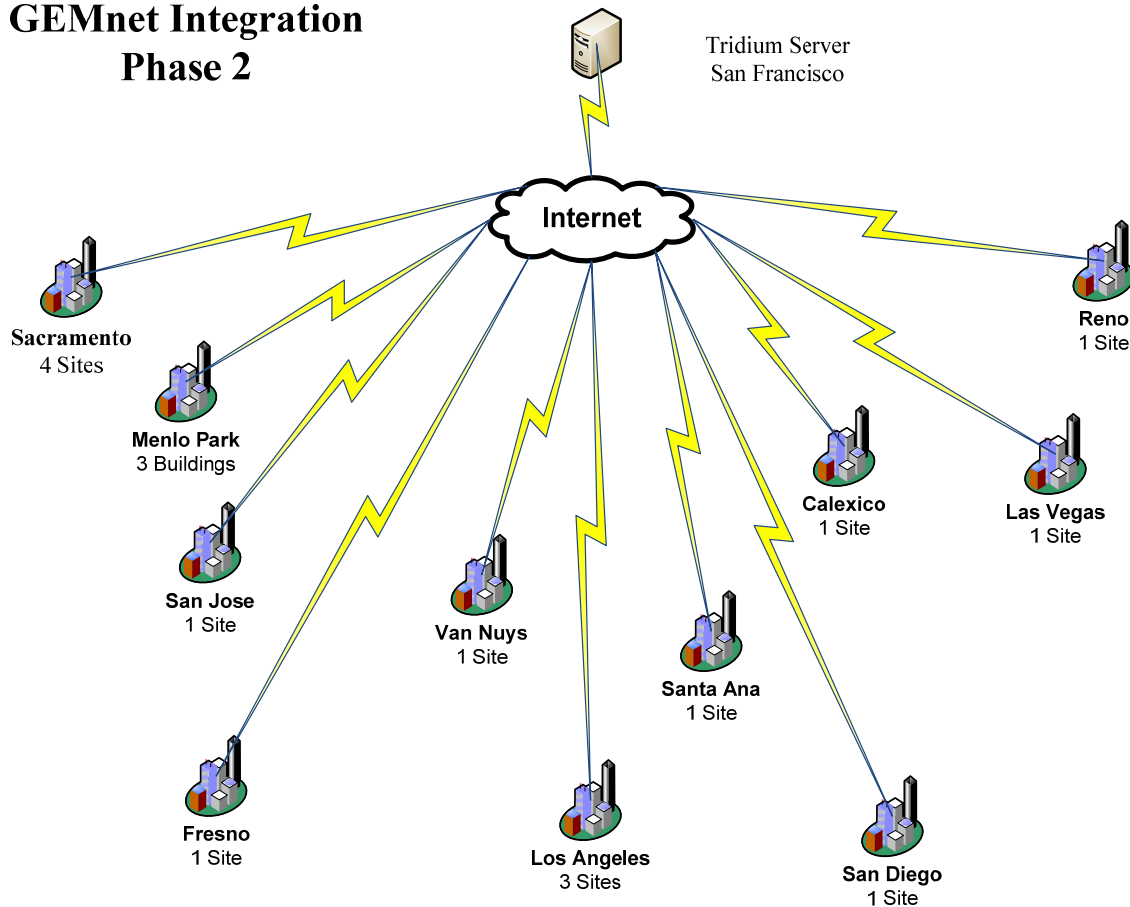 GEMnet Integration
Phase 2
Tridium Server
San Francisco
Internet
Sacramento
4 Sites
Reno
1 Site
Menlo Park
3 Buildings
Calexico
1 Site
Las Vegas
1 Site
San Jose
1 Site
Van Nuys
1 Site
Santa Ana
1 Site
Fresno
1 Site
Los Angeles
3 Sites
San Diego
1 Site